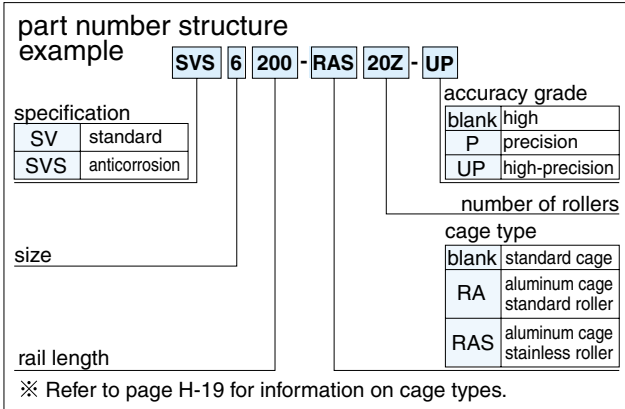 part number structure
example
SVS 6 200 - RAS 20Z - UP
specification
SV standard
SVS anticorrosion
size
rail length
accuracy grade
blank high
P precision
UP high-precision
number of rollers
cage type
blank standard cage
RA aluminum cage
standard roller
RAS aluminum cage
stainless roller
※ Refer to page H-19 for information on cage types.